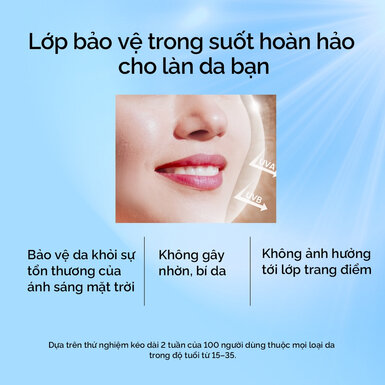 Lớp bảo vệ trong suốt hoàn hảo
cho làn da bạn
UVA
UVB
Bảo vệ da khỏi sự
tổn thương của
ánh sáng mặt trời
Không gây
nhờn, bí da
Không ảnh hưởng
tới lớp trang điểm
Dựa trên thử nghiệm kéo dài 2 tuần của 100 người dùng thuộc mọi loại da
trong độ tuổi từ 15–35.